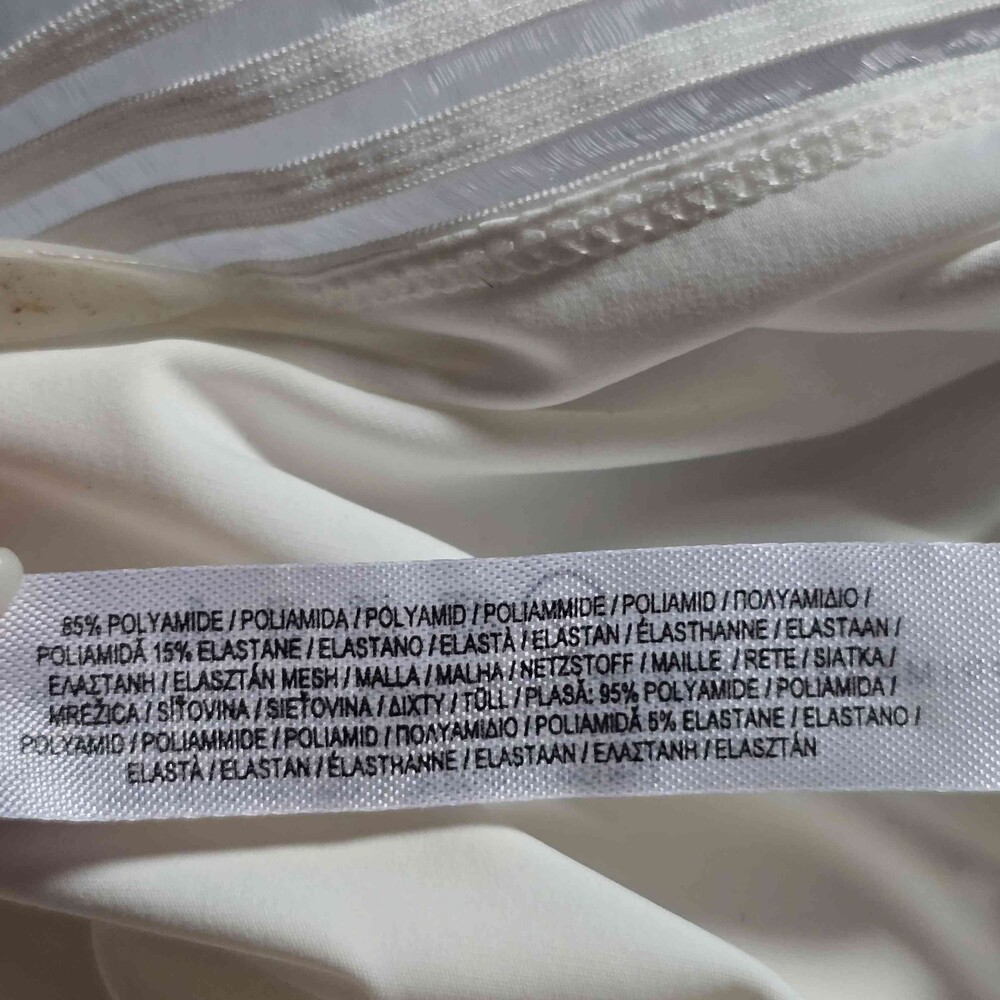 85% POLYAMIDE / POLIAMIDA / POLYAMID / POLIAMMIDE / POLIAMID / ΠΟΛΥΑΜΙΔΙΟ /
POLIAMIDĂ 15% ELASTANE / ELASTANO / ELASTÀ / ELASTAN / ÉLASTHANNE / ELASTAAN /
ΕΛΑΣΤΑΝΗ / ELASZTÁN MESH / MALLA / MALHA / NETZSTOFF / MAILLE / RETE / SIATKA /
MREŽICA / SÍŤOVINA / SIEŤOVINA / ΔΙΧΤΥ / TÜLL / PLASĂ: 95% POLYAMIDE / POLIAMIDA /
POLYAMID / POLIAMMIDE / POLIAMID / ΠΟΛΥΑΜΙΔΙΟ / POLIAMIDĂ 5% ELASTANE / ELASTANO /
ELASTÀ / ELASTAN / ÉLASTHANNE / ELASTAAN / ΕΛΑΣΤΑΝΗ / ELASZTÁN